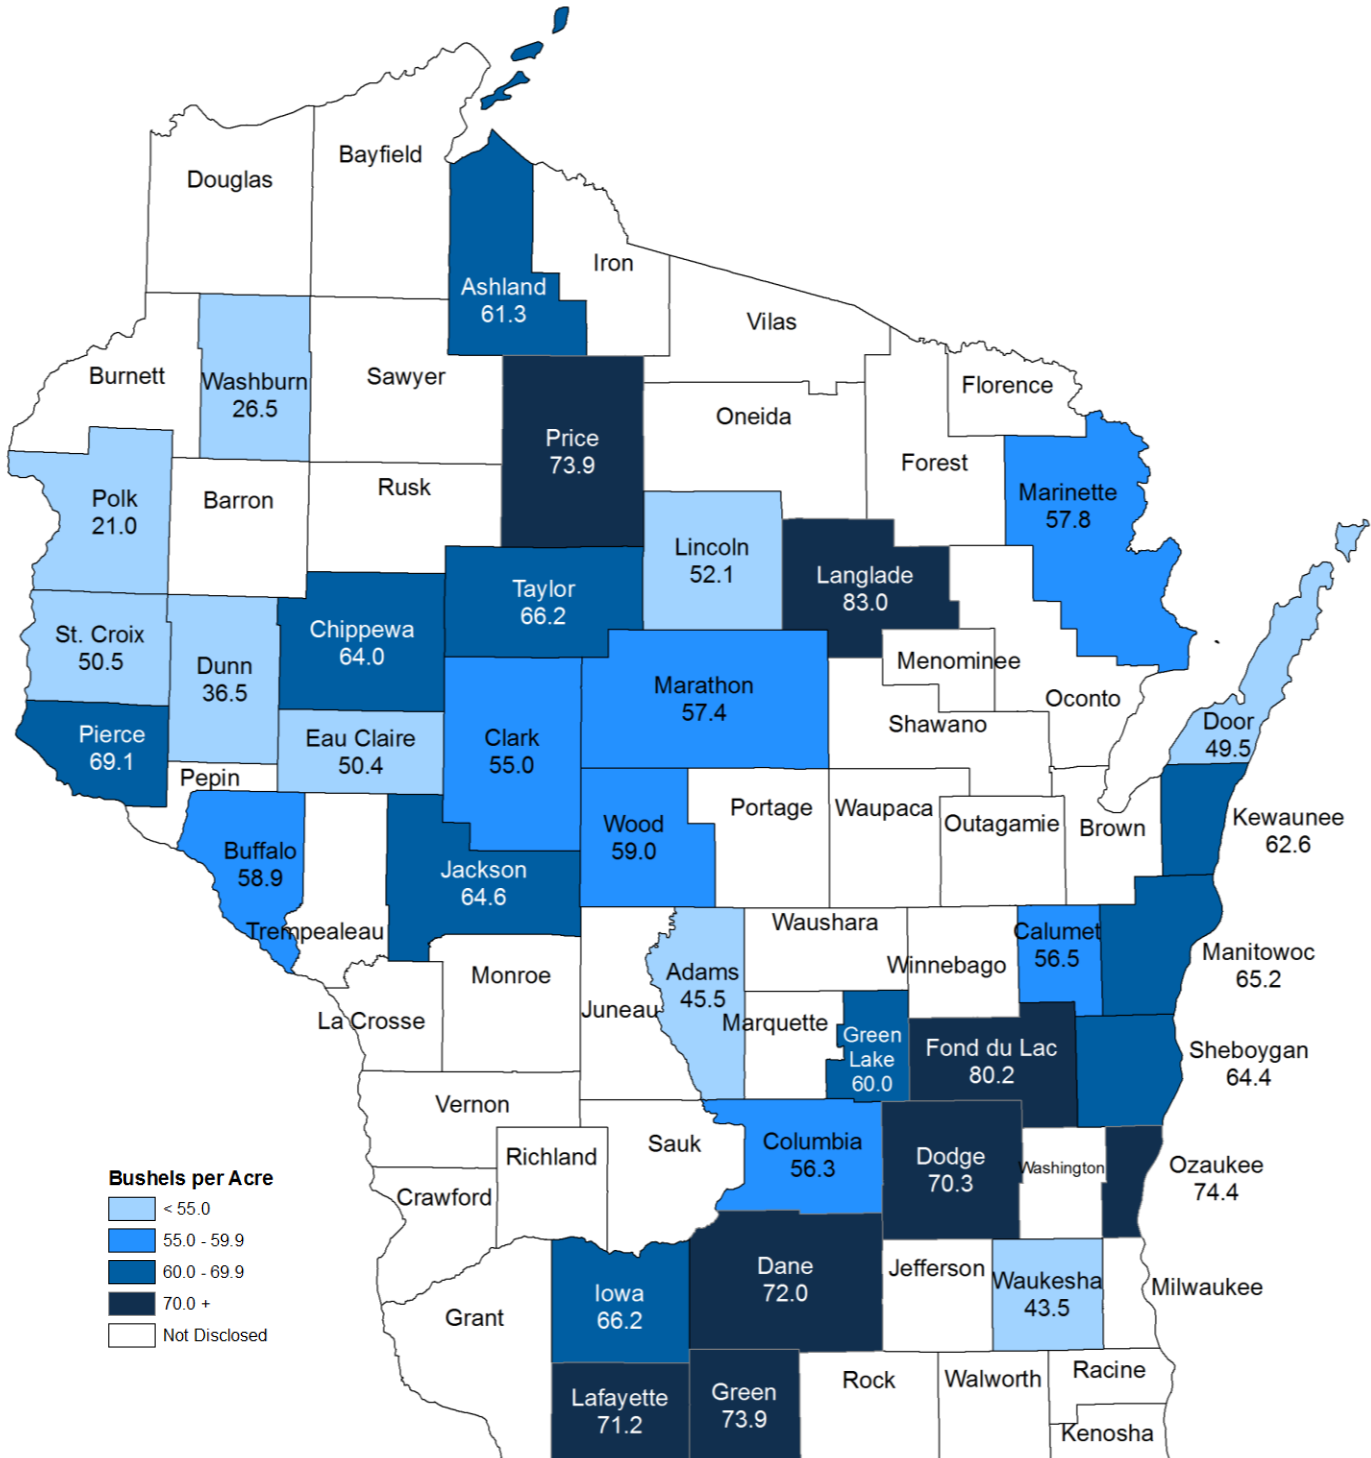 Bayfield
Douglas
Iron
Ashland
61.3
Vilas
Burnett
Washburn
26.5
Sawyer
Florence
Oneida
Price
73.9
Forest
Rusk
Barron
Polk
21.0
Marinette
57.8
Lincoln
52.1
Langlade
83.0
Taylor
66.2
St. Croix
50.5
Chippewa
64.0
Dunn
36.5
Menominee
Marathon
57.4
Oconto
Shawano
Door
49.5
Pierce
69.1
Eau Claire
50.4
Clark
55.0
Pepin
Portage
Waupaca
Wood
59.0
Outagamie
Brown
Kewaunee
62.6
Buffalo
58.9
Jackson
64.6
Trempealeau
Waushara
Calumet
56.5
Manitowoc
65.2
Winnebago
Monroe
Adams
45.5
Juneau
La Crosse
Marquette
Green
Lake
60.0
Fond du Lac
80.2
Sheboygan
64.4
Vernon
Richland
Sauk
Columbia
56.3
Dodge
70.3
Washington
Ozaukee
74.4
Crawford
Bushels per Acre
< 55.0
55.0 - 59.9
60.0 - 69.9
70.0 +
Not Disclosed
Dane
72.0
Jefferson
Waukesha
43.5
Milwaukee
Iowa
66.2
Grant
Lafayette
71.2
Green
73.9
Rock
Walworth
Racine
Kenosha